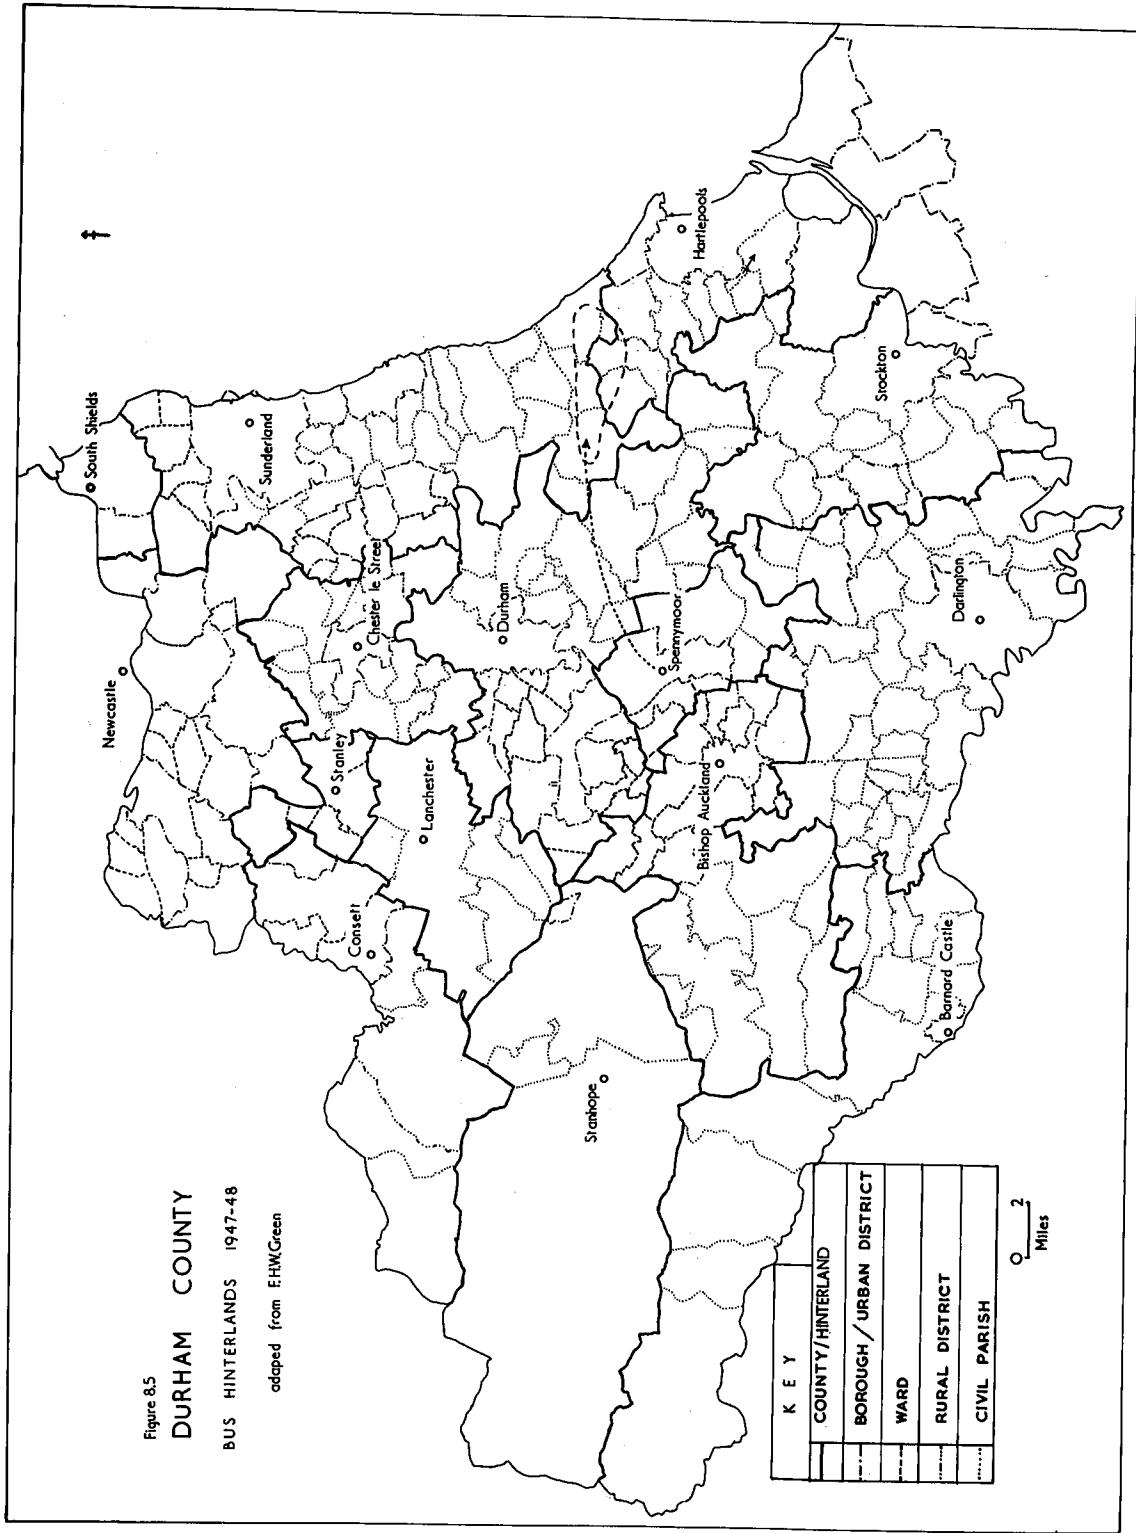 Figure 8.5
DURHAM COUNTY
BUS HINTERLANDS 1947-48
adaped from F.H.W.Green
Newcastle
South Shields
Sunderland
Chester le Street
Stanley
Lanchester
Consett
Durham
Hartlepools
Stanhope
Spennymoor
Bishop Auckland
Stockton
Darlington
Barnard Castle
KEY
COUNTY/HINTERLAND
BOROUGH/URBAN DISTRICT
WARD
RURAL DISTRICT
CIVIL PARISH
0 2
Miles